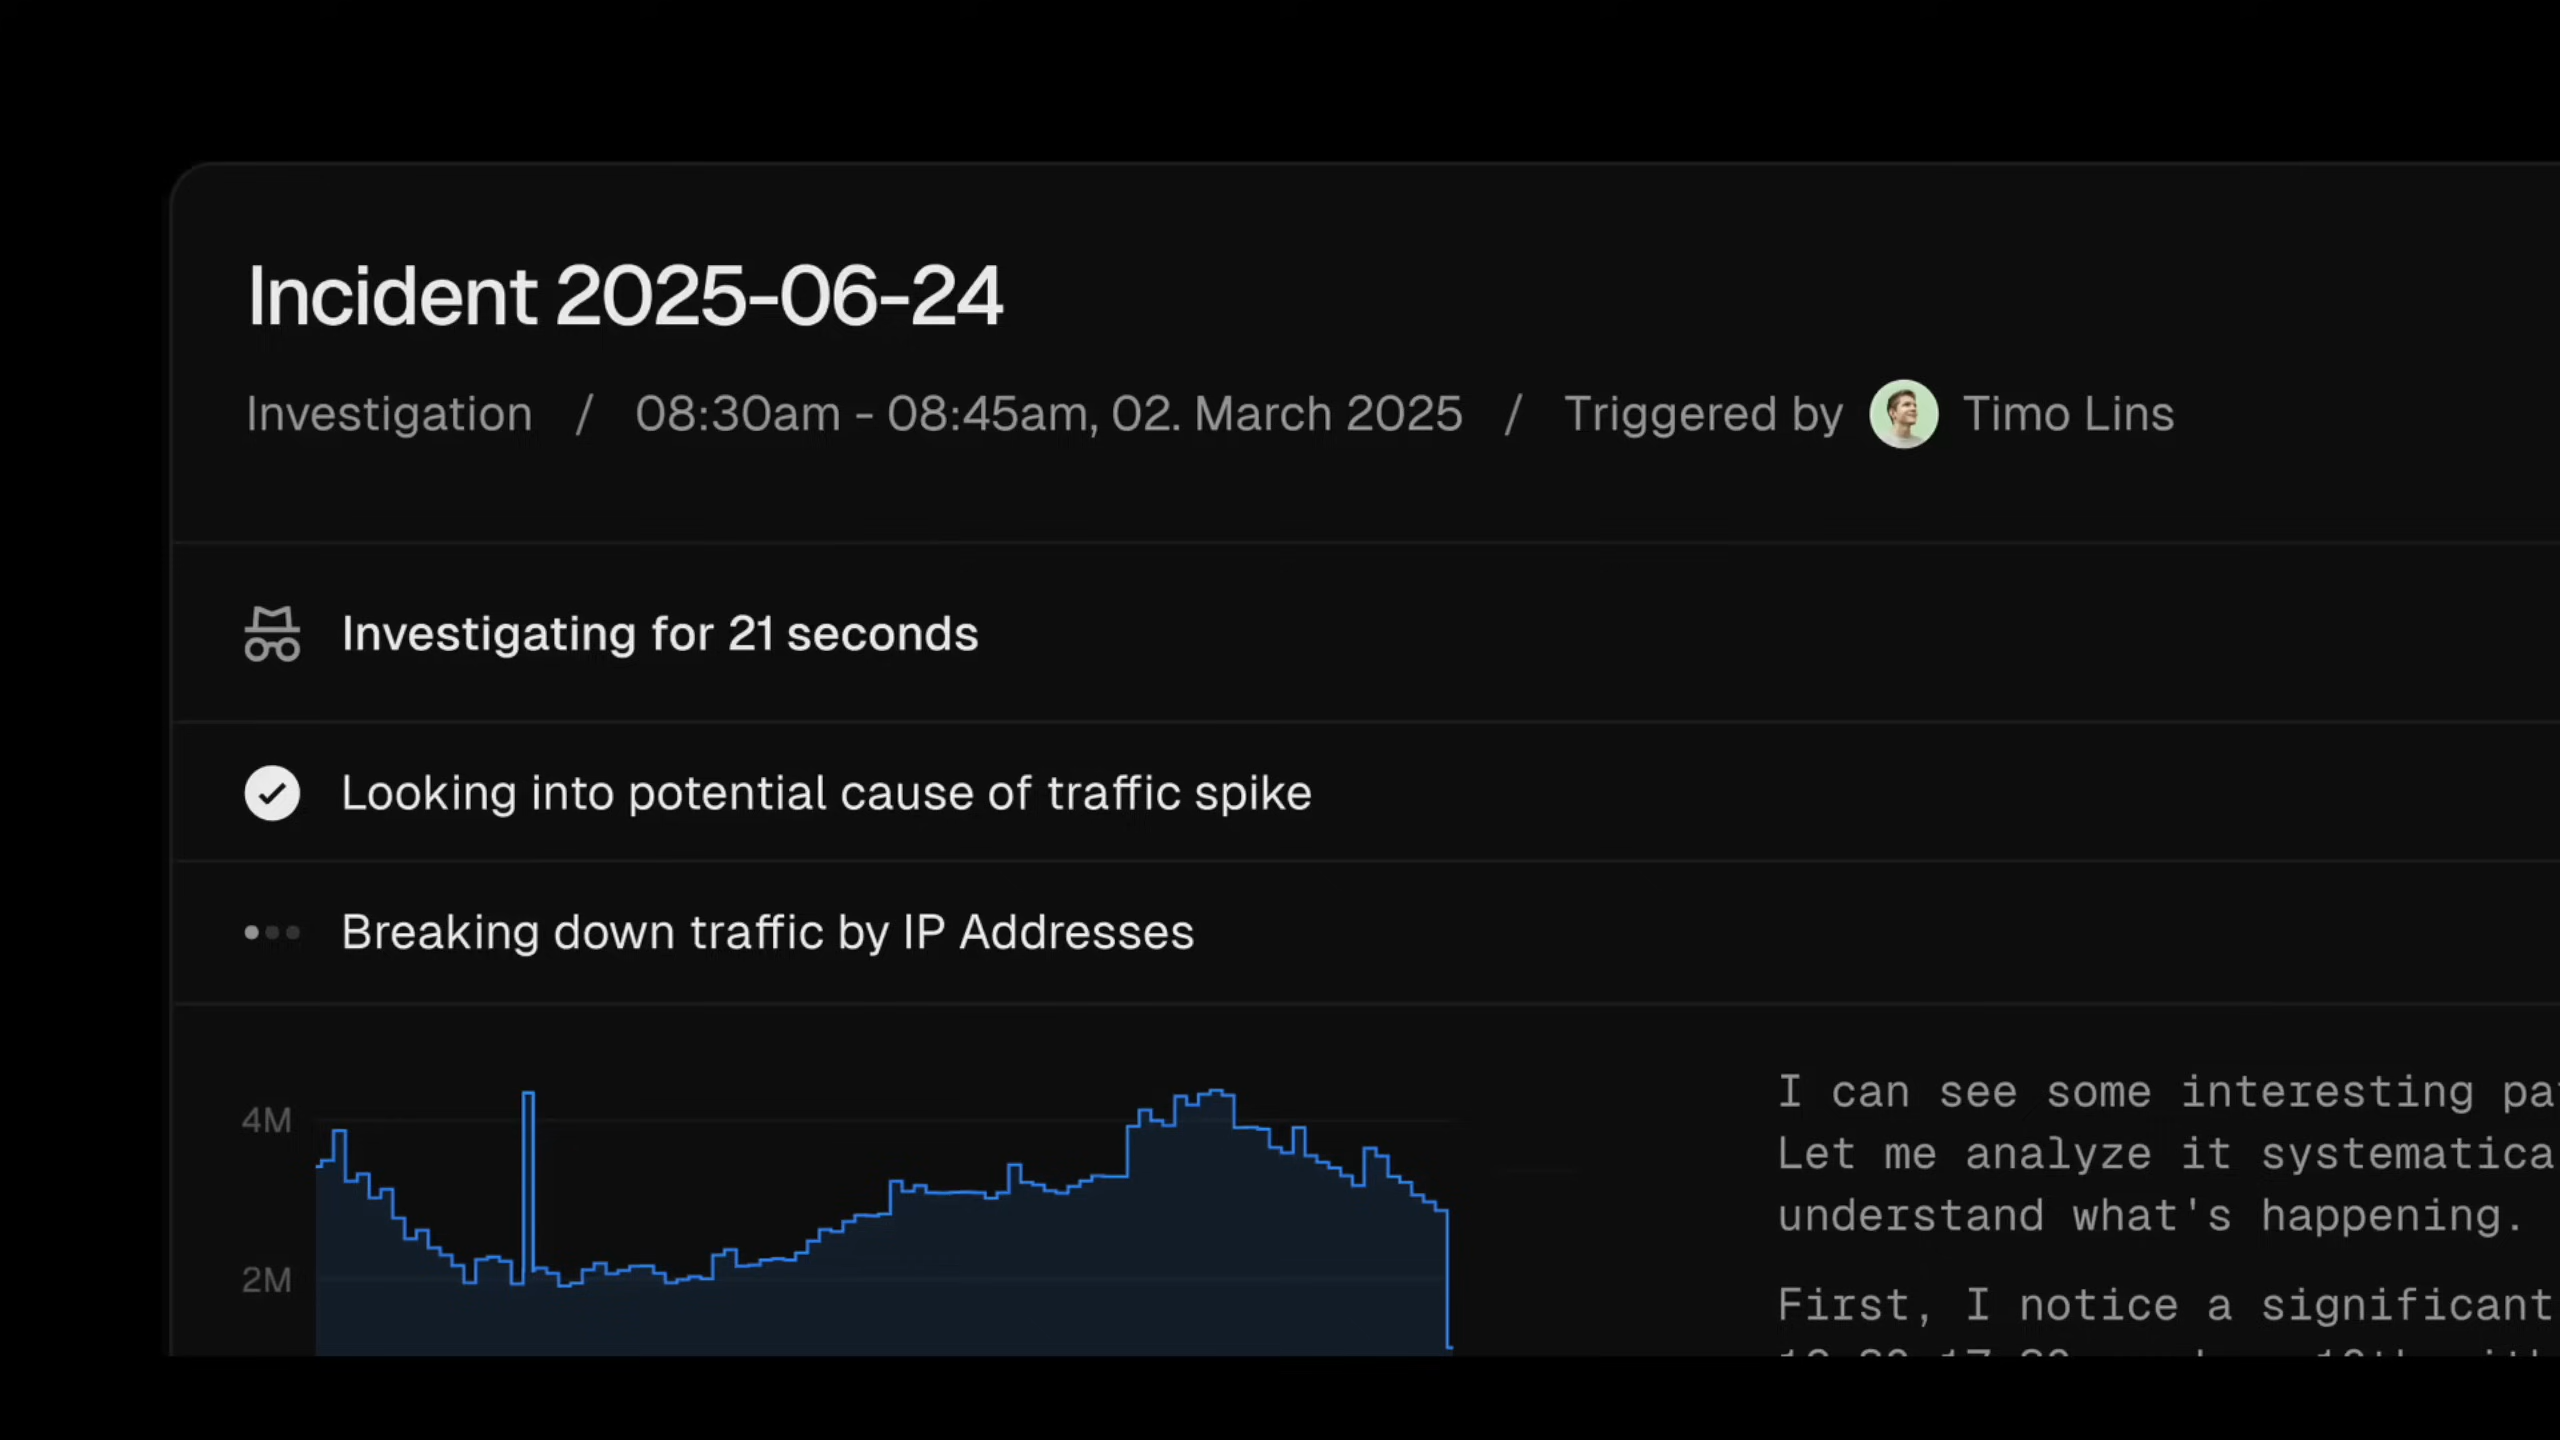 Incident 2025-06-24
Investigation / 08:30am - 08:45am, 02. March 2025 / Triggered by Timo Lins
Investigating for 21 seconds
Looking into potential cause of traffic spike
Breaking down traffic by IP Addresses
4M
2M
I can see some interesting
Let me analyze it
understand what's happening.
First, I notice a significant